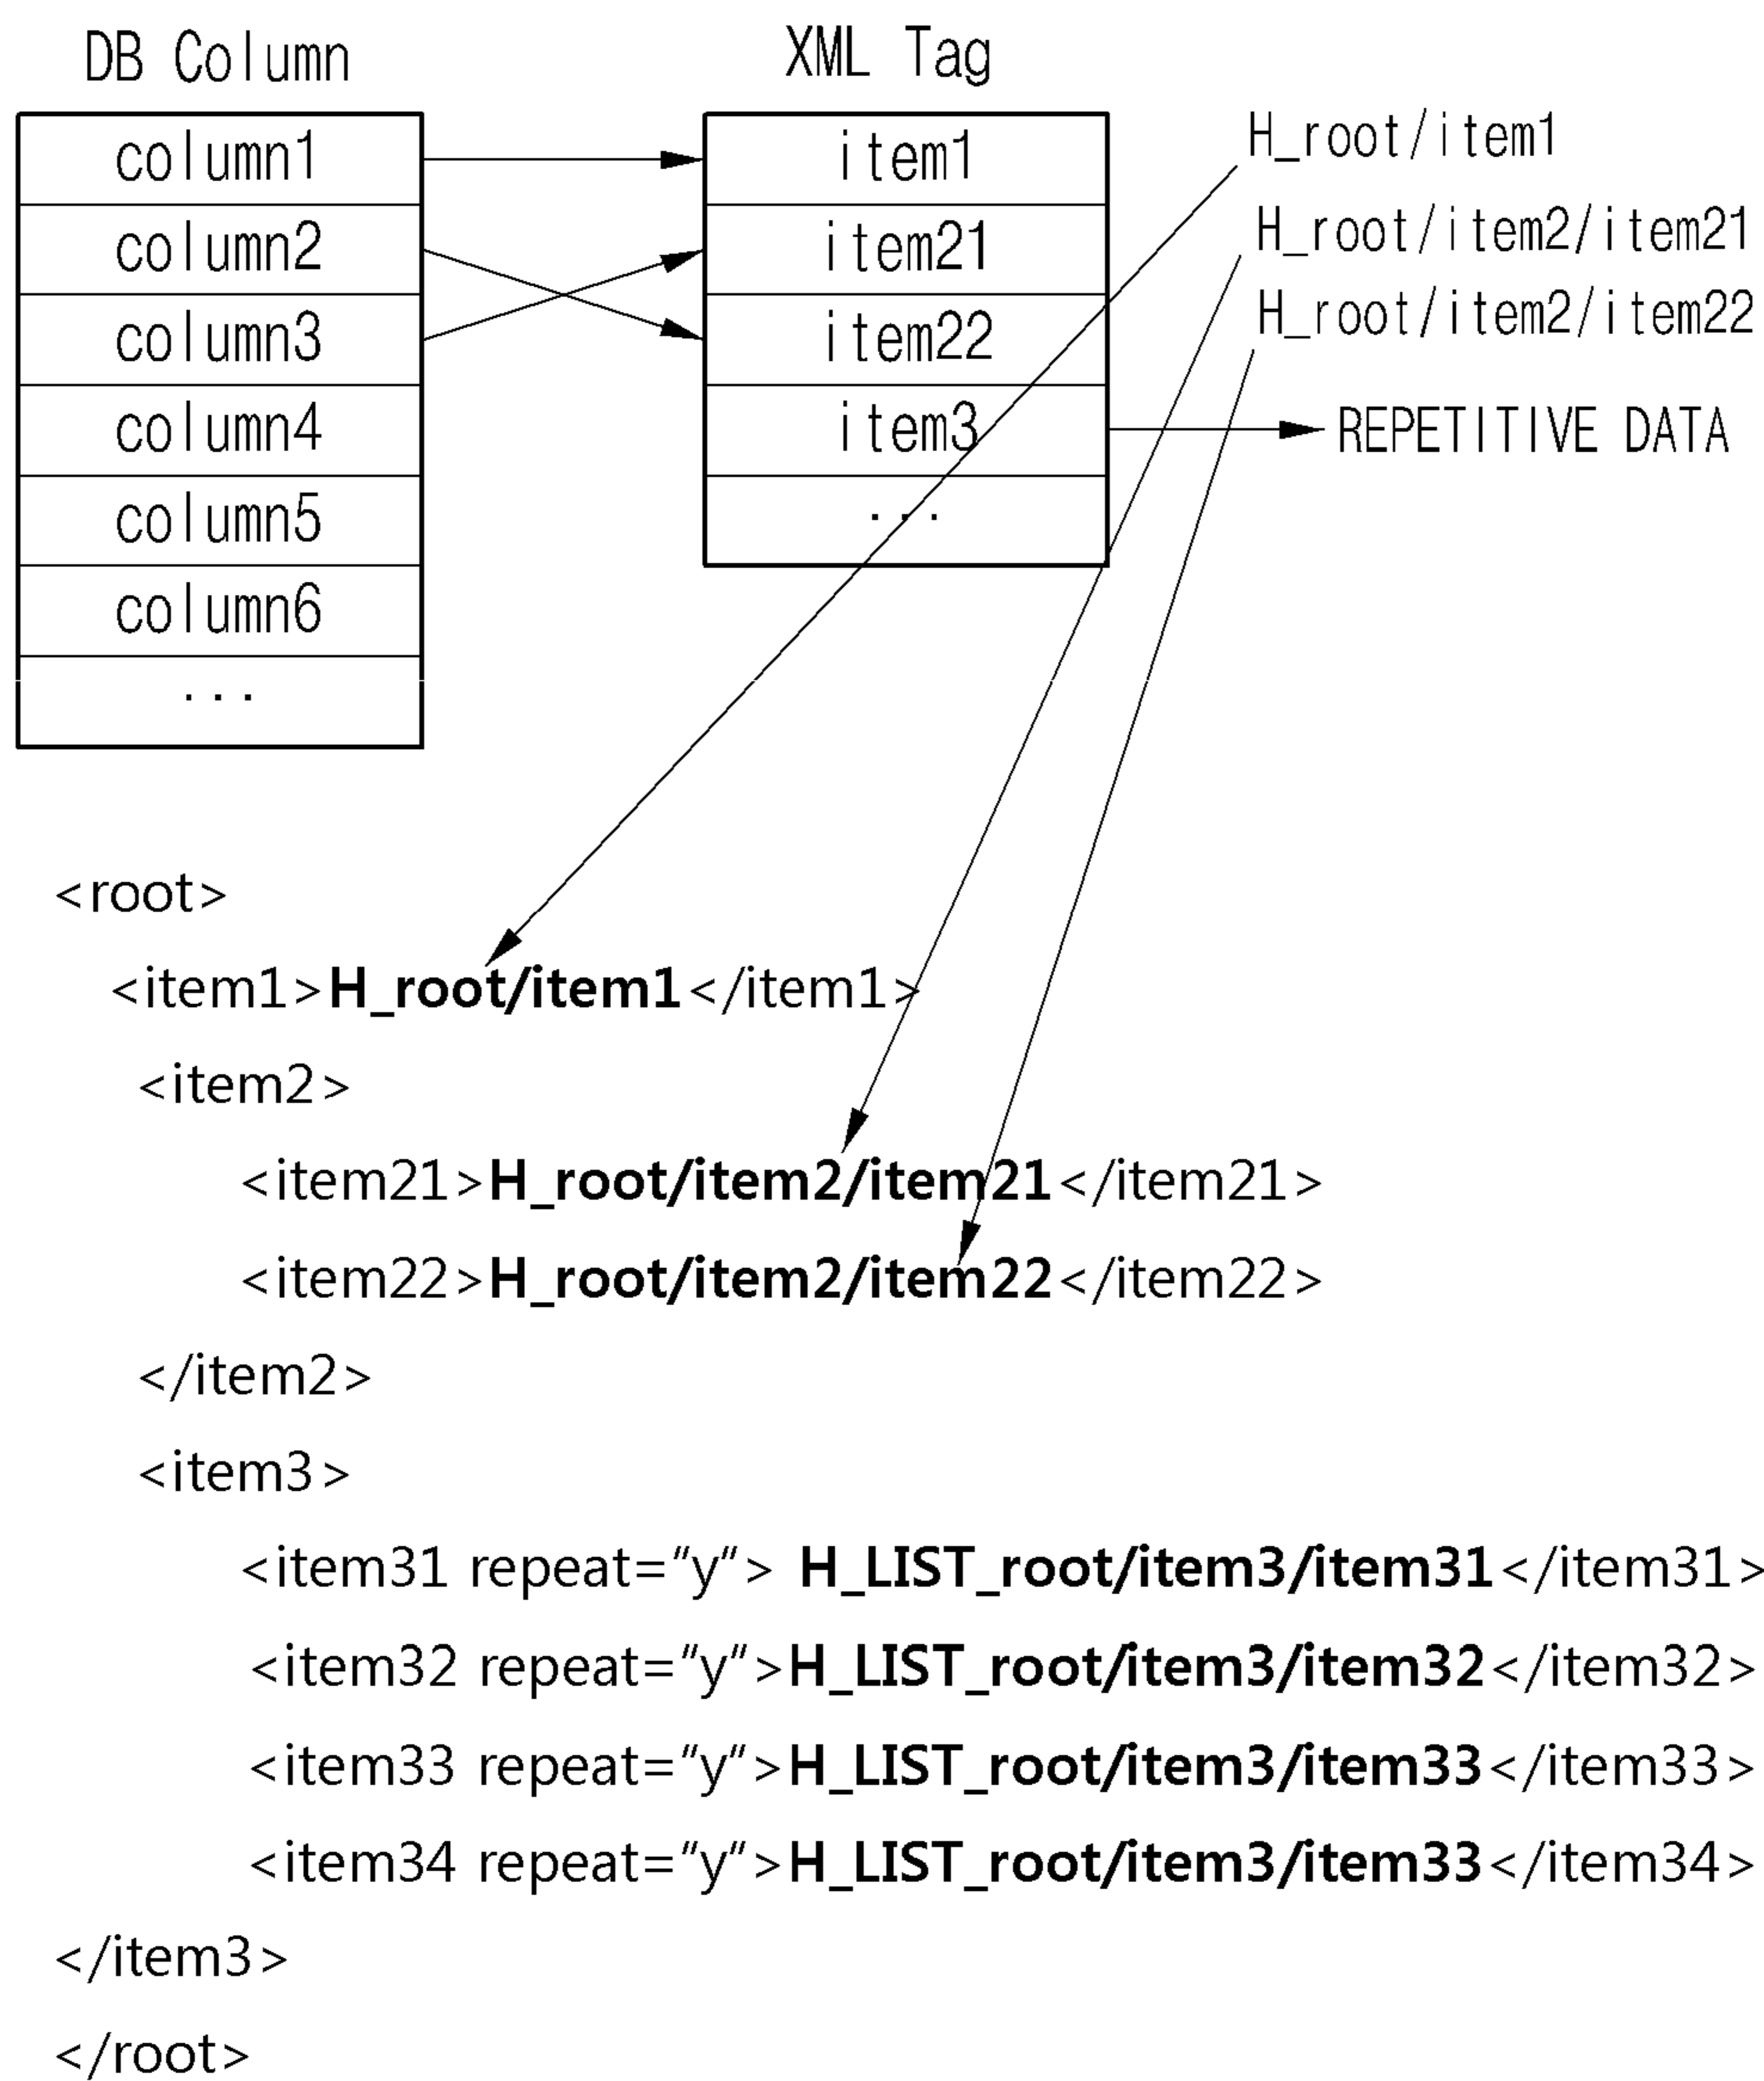 DB Column
column1
column2
column3
column4
column5
column6
...
XML Tag
item1
item21
item22
item3
...
H_root/item1
H_root/item2/item21
H_root/item2/item22
REPETITIVE DATA
<root>
<item1>H_root/item1</item1>
<item2>
<item21>H_root/item2/item21</item21>
<item22>H_root/item2/item22</item22>
</item2>
<item3>
<item31 repeat="y"> H_LIST_root/item3/item31</item31>
<item32 repeat="y">H_LIST_root/item3/item32</item32>
<item33 repeat="y">H_LIST_root/item3/item33</item33>
<item34 repeat="y">H_LIST_root/item3/item33</item34>
</item3>
</root>